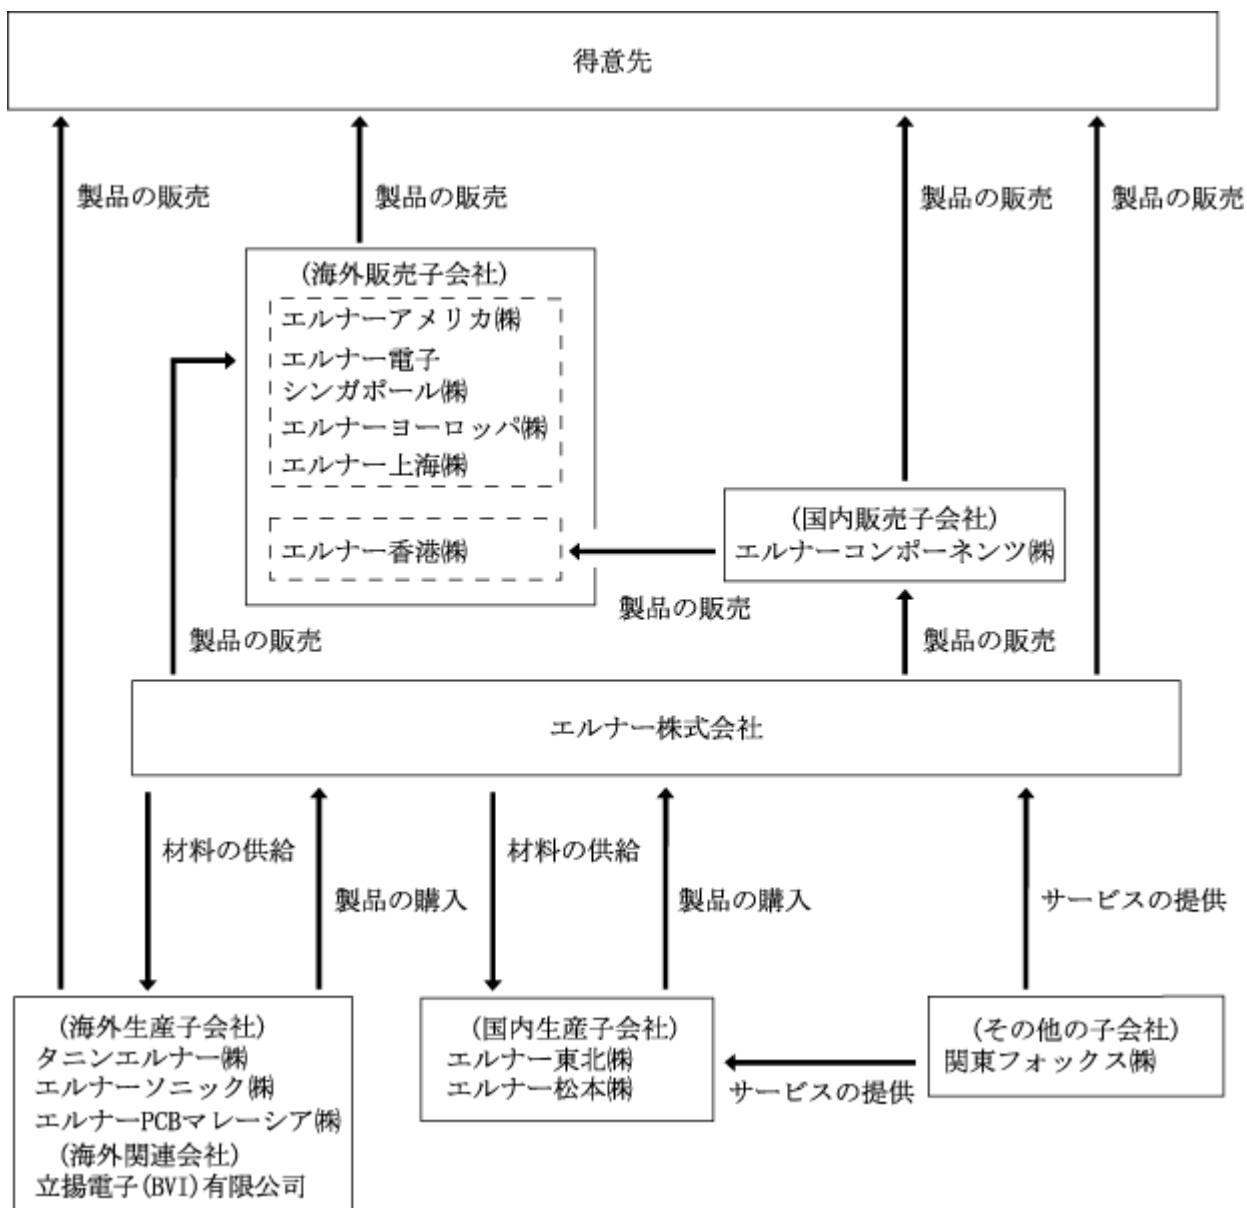 得意先
製品の販売
製品の販売
製品の販売
製品の販売
(海外販売子会社)
エルナーアメリカ㈱
エルナー電子
シンガポール㈱
エルナーヨーロッパ㈱
エルナー上海㈱
エルナー香港㈱
(国内販売子会社)
エルナーコンポーネンツ㈱
製品の販売
製品の販売
製品の販売
エルナー株式会社
材料の供給
製品の購入
材料の供給
製品の購入
サービスの提供
(海外生産子会社)
タニンエルナー㈱
エルナーソニック㈱
エルナーPCBマレーシア㈱
(海外関連会社)
立揚電子(BVI)有限公司
(国内生産子会社)
エルナー東北㈱
エルナー松本㈱
サービスの提供
(その他の子会社)
関東フォックス㈱